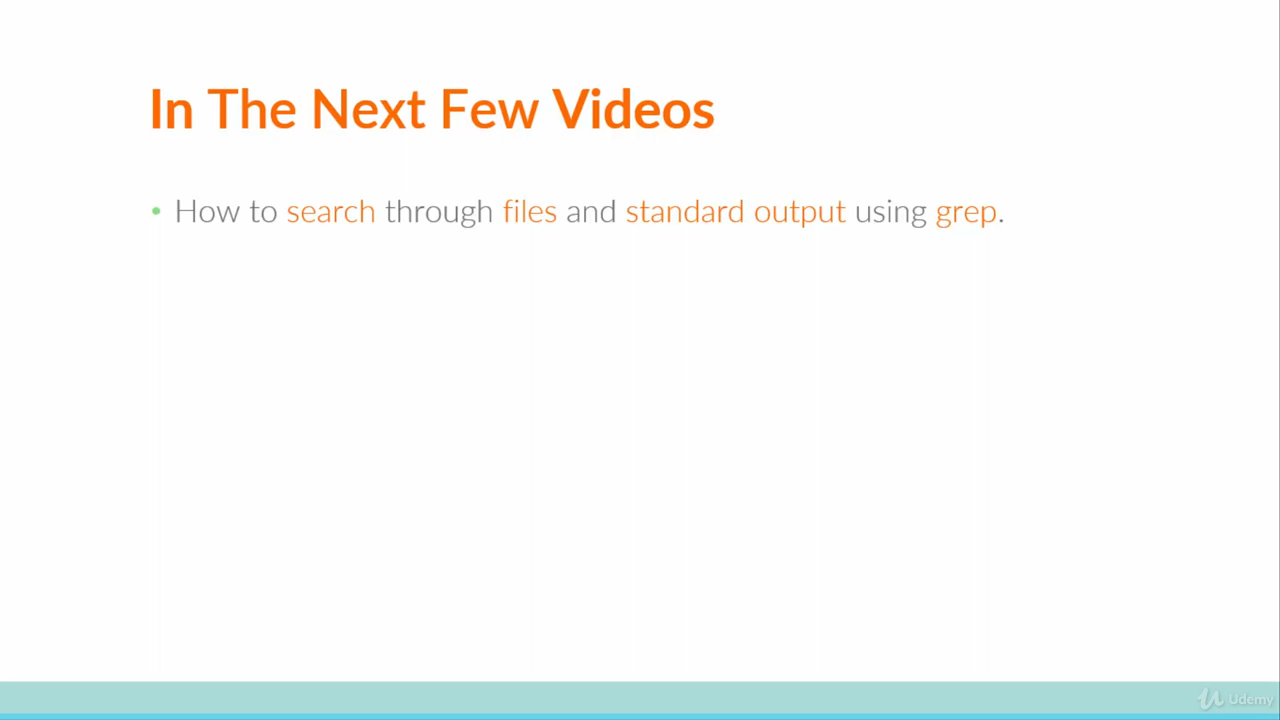 In The Next Few Videos
• How to search through files and standard output using grep.
Udemy